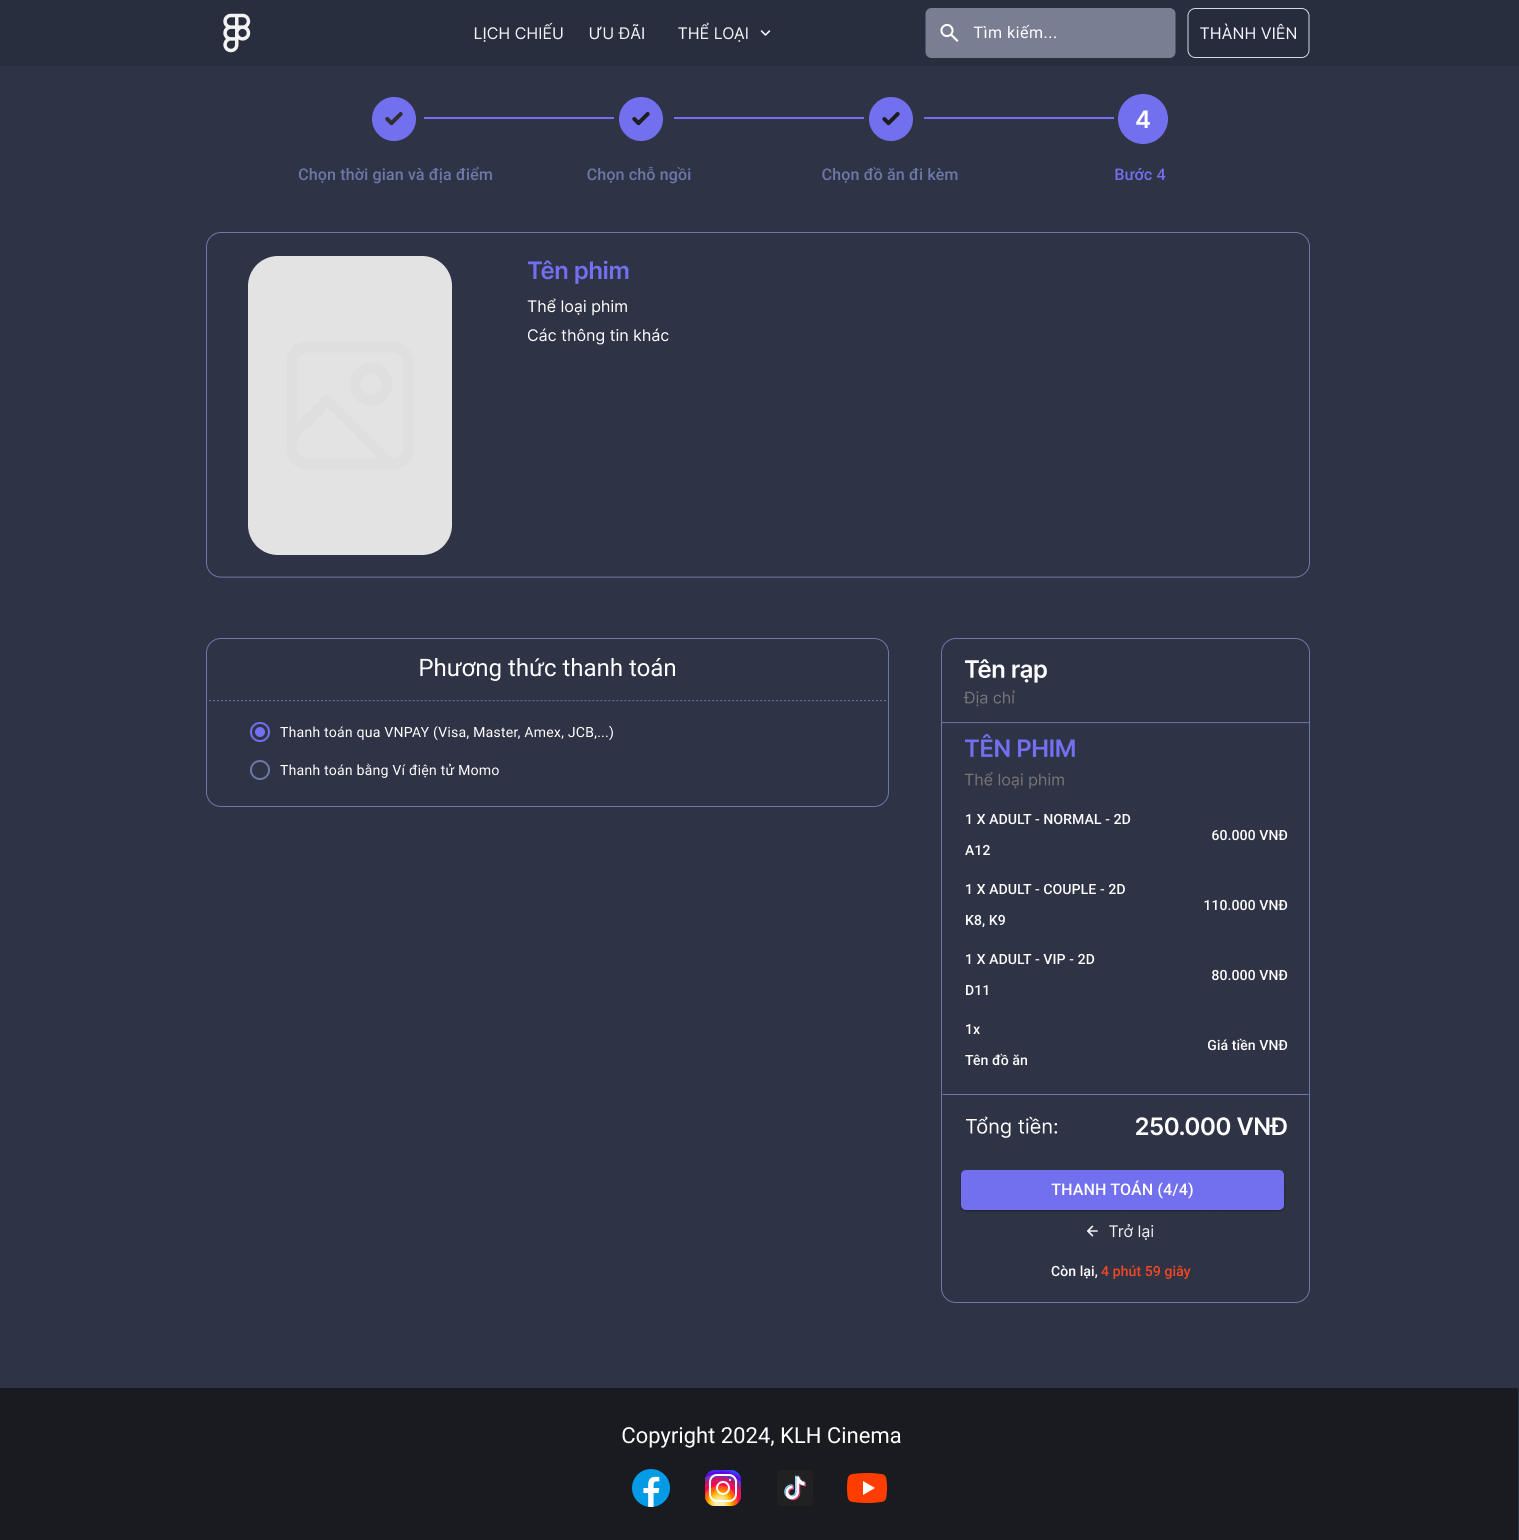 LỊCH CHIẾU ƯU ĐÃI THỂ LOẠI Tìm kiếm... THÀNH VIÊN
4
Chọn thời gian và địa điểm Chọn chỗ ngồi Chọn đồ ăn đi kèm Bước 4
Tên phim
Thể loại phim
Các thông tin khác
Phương thức thanh toán
Thanh toán qua VNPAY (Visa, Master, Amex, JCB,...)
Thanh toán bằng Ví điện tử Momo
Tên rạp
Địa chỉ
TÊN PHIM
Thể loại phim
1 X ADULT - NORMAL - 2D
60.000 VNĐ
A12
1 X ADULT - COUPLE - 2D
110.000 VNĐ
K8, K9
1 X ADULT - VIP - 2D
80.000 VNĐ
D11
1x
Giá tiền VNĐ
Tên đồ ăn
Tổng tiền: 250.000 VNĐ
THANH TOÁN (4/4)
Trở lại
Còn lại, 4 phút 59 giây
Copyright 2024, KLH Cinema